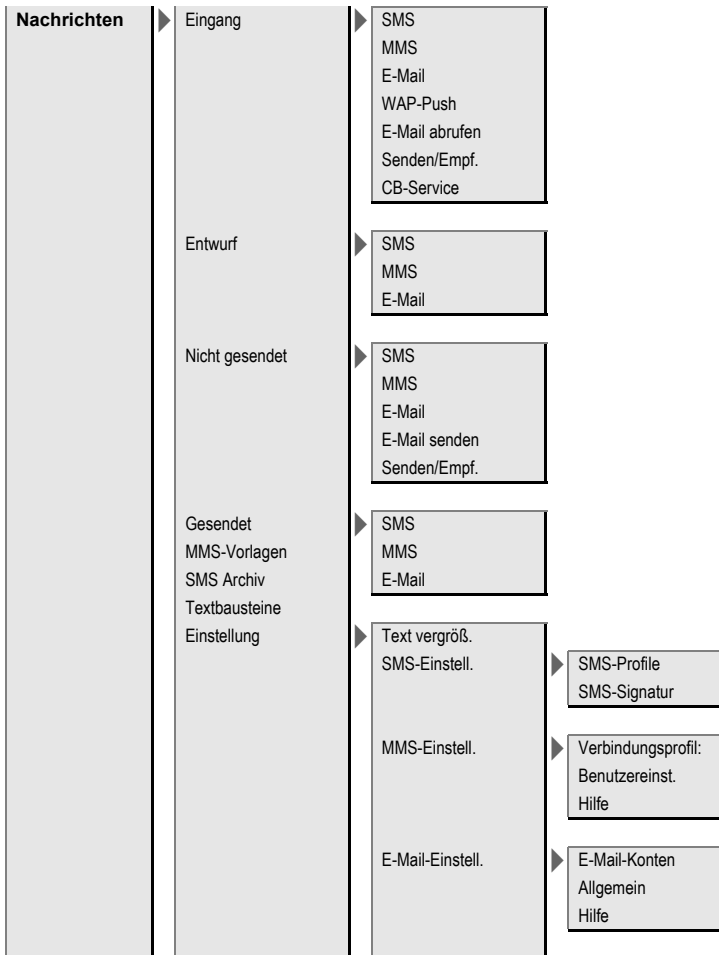 Nachrichten Eingang SMS
MMS
E-Mail
WAP-Push
E-Mail abrufen
Senden/Empf.
CB-Service
Entwurf SMS
MMS
E-Mail
Nicht gesendet SMS
MMS
E-Mail
E-Mail senden
Senden/Empf.
Gesendet SMS
MMS-Vorlagen MMS
SMS Archiv E-Mail
Textbausteine
Einstellung Text vergröß.
SMS-Einstell. SMS-Profile
SMS-Signatur
MMS-Einstell. Verbindungsprofil:
Benutzereinst.
Hilfe
E-Mail-Einstell. E-Mail-Konten
Allgemein
Hilfe